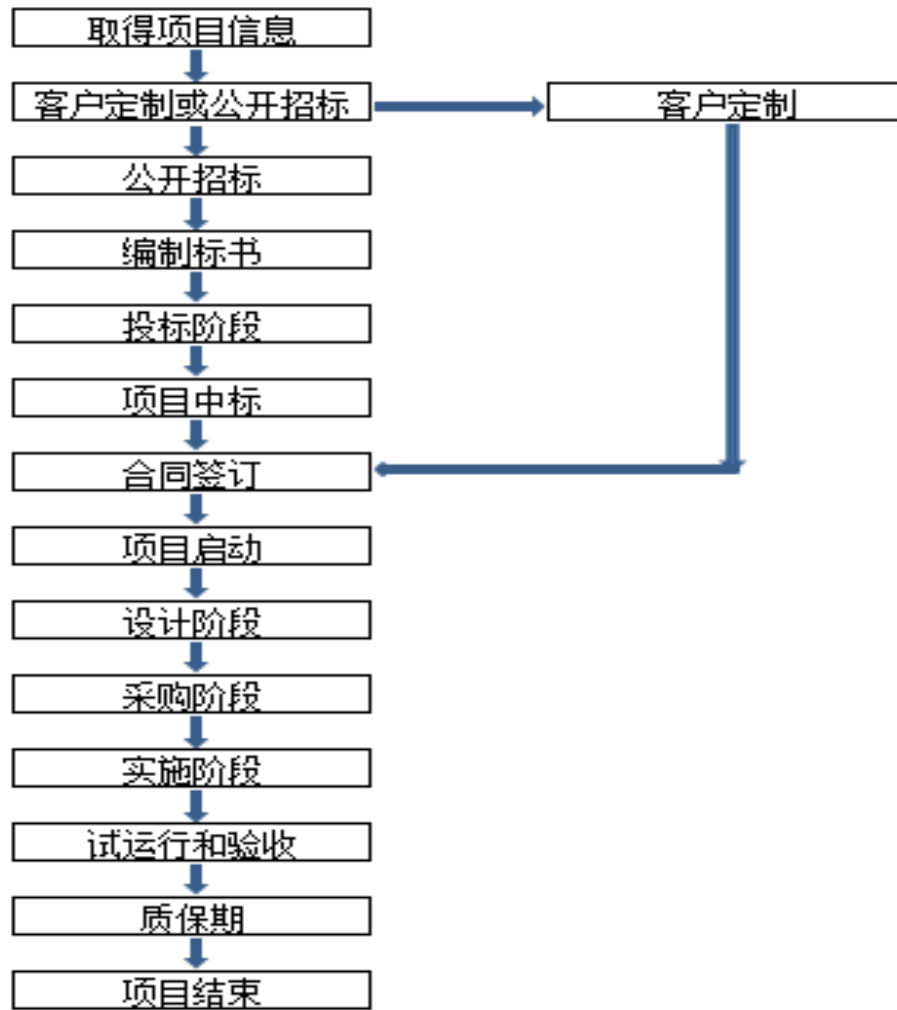 取得项目信息
客户定制或公开招标
客户定制
公开招标
编制标书
投标阶段
项目中标
合同签订
项目启动
设计阶段
采购阶段
实施阶段
试运行和验收
质保期
项目结束